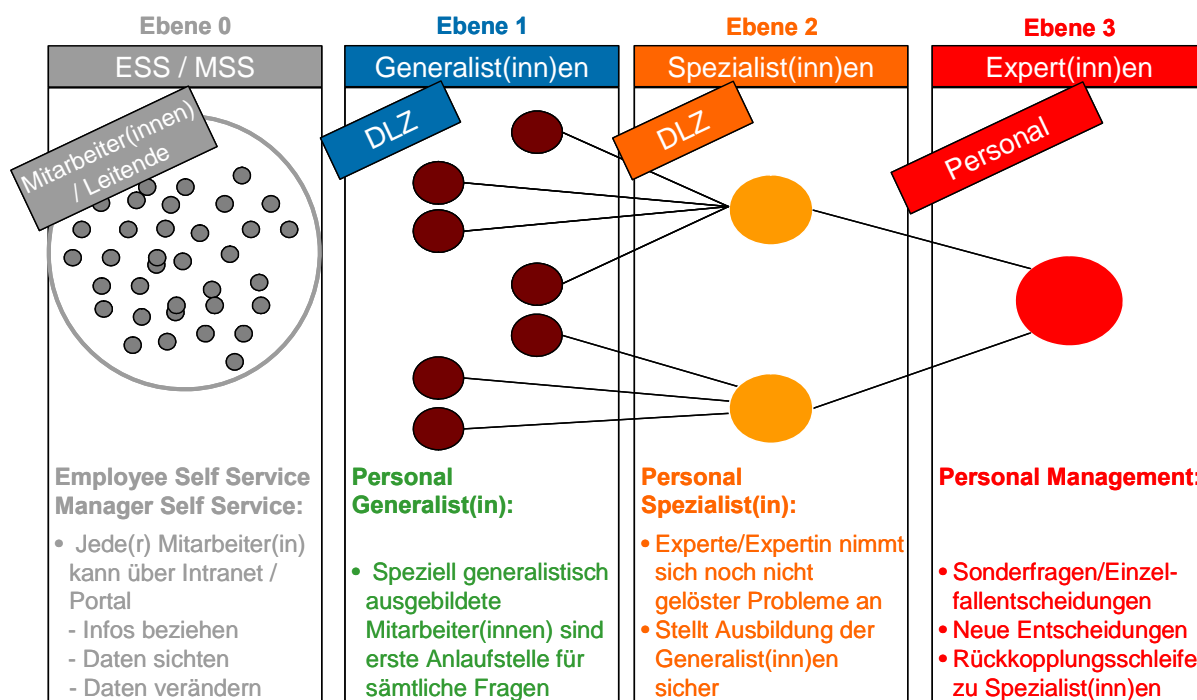 Ebene 0
ESS / MSS
Mitarbeiter(innen)
/ Leitende
Employee Self Service
Manager Self Service:
• Jede(r) Mitarbeiter(in)
kann über Intranet /
Portal
- Infos beziehen
- Daten sichten
- Daten verändern
Ebene 1
Generalist(inn)en
DLZ
Personal
Generalist(in):
• Speziell generalistisch
ausgebildete
Mitarbeiter(innen) sind
erste Anlaufstelle für
sämtliche Fragen
Ebene 2
Spezialist(inn)en
DLZ
Personal
Spezialist(in):
• Experte/Expertin nimmt
sich noch nicht
gelöster Probleme an
• Stellt Ausbildung der
Generalist(inn)en
sicher
Ebene 3
Expert(inn)en
Personal
Personal Management:
• Sonderfragen/Einzel-
fallentscheidungen
• Neue Entscheidungen
• Rückkopplungsschleife
zu Spezialist(inn)en